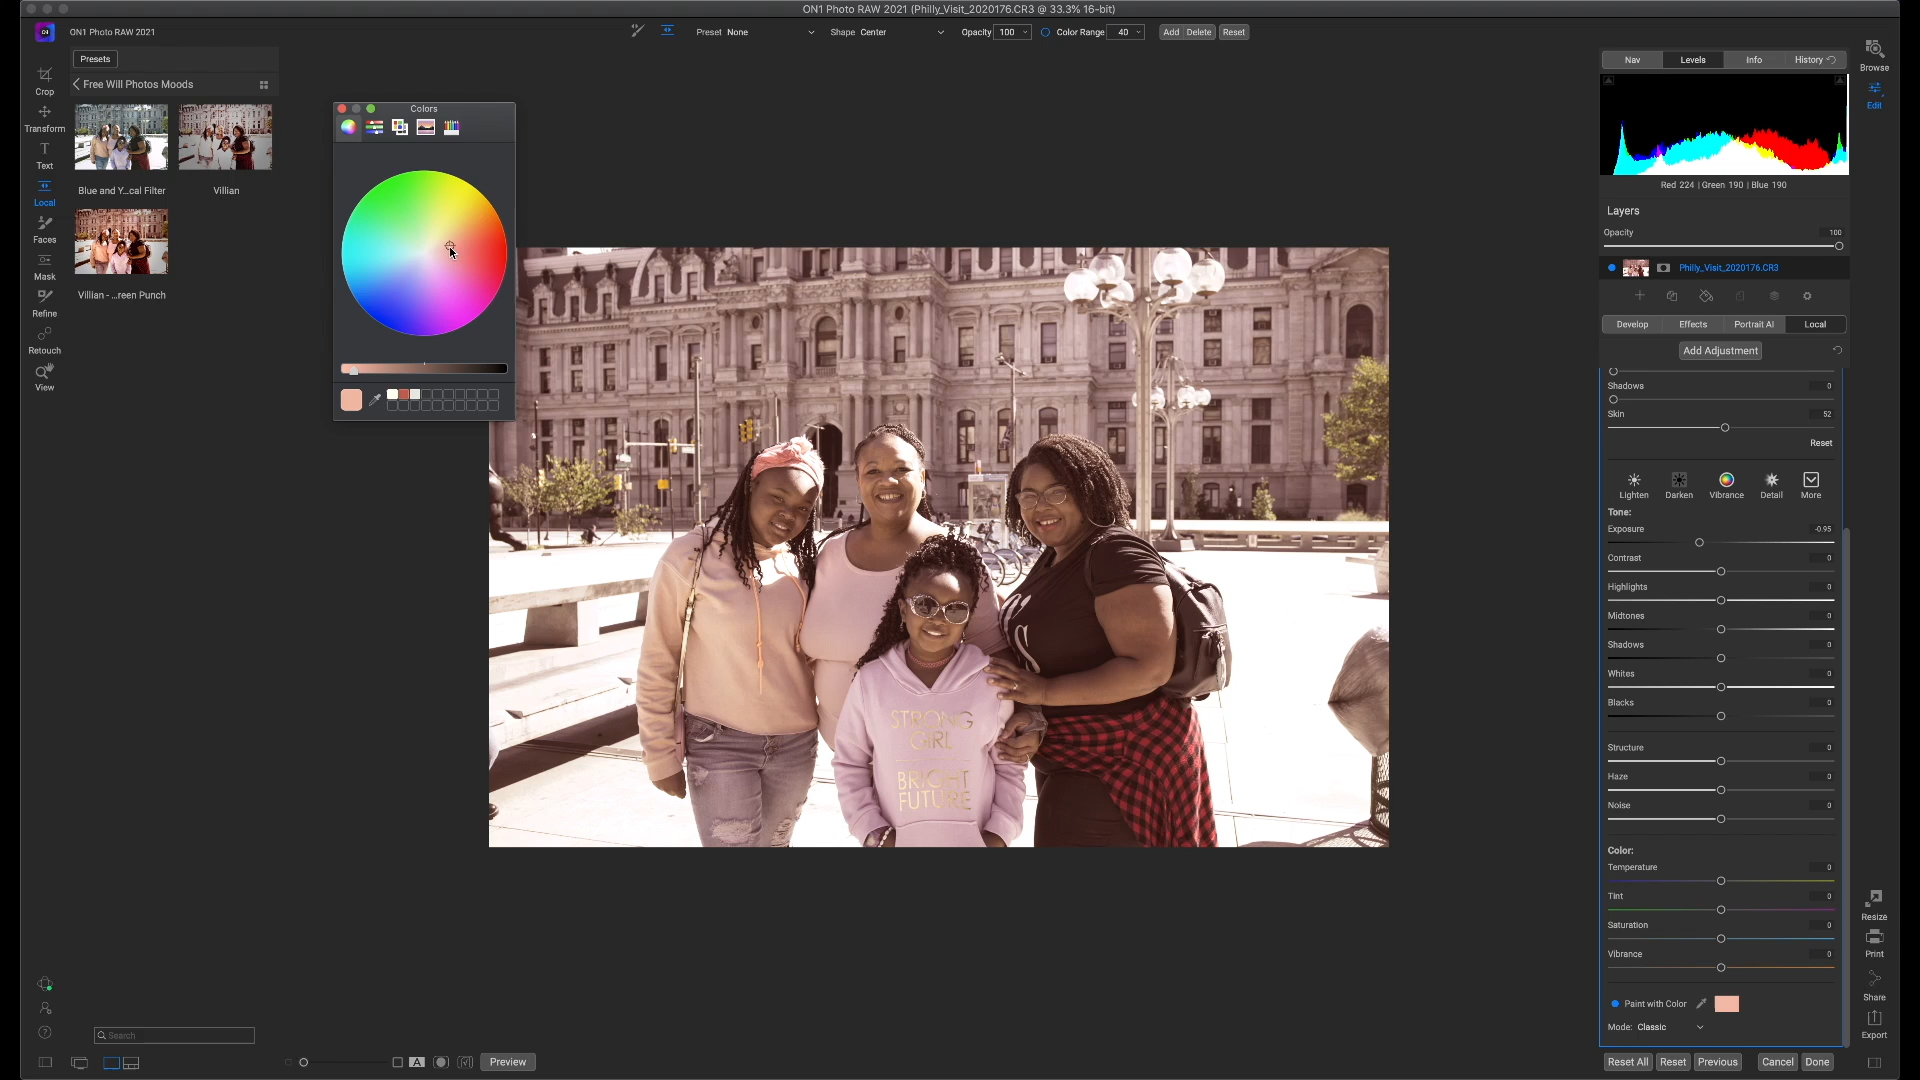 ON1 Photo RAW 2021 (Philly_Visit_2020176.CR3 @ 33.3% 16-bit)
ON1 Photo RAW 2021
Preset None
Shape Center
Opacity 100
Color Range 40
Add Delete Reset
Presets
Free Will Photos Moods
Crop
Transform
Text
Local
Faces
Mask
Refine
Retouch
View
Blue and Y...cal Filter
Villian
Villian - ...reen Punch
Colors
STRONG
GIRL
BRIGHT
FUTURE
Search
A
Preview
Nav Levels Info History
Red 224 | Green 190 | Blue 190
Layers
Opacity 100
Philly_Visit_2020176.CR3
Develop Effects Portrait AI Local
Add Adjustment
Shadows 0
Skin 52
Reset
Lighten Darken Vibrance Detail More
Tone:
Exposure -0.95
Contrast 0
Highlights 0
Midtones 0
Shadows 0
Whites 0
Blacks 0
Structure 0
Haze 0
Noise 0
Color:
Temperature 0
Tint 0
Saturation 0
Vibrance 0
Paint with Color
Mode: Classic
Reset All Reset Previous Cancel Done
Browse
Edit
Resize
Print
Share
Export